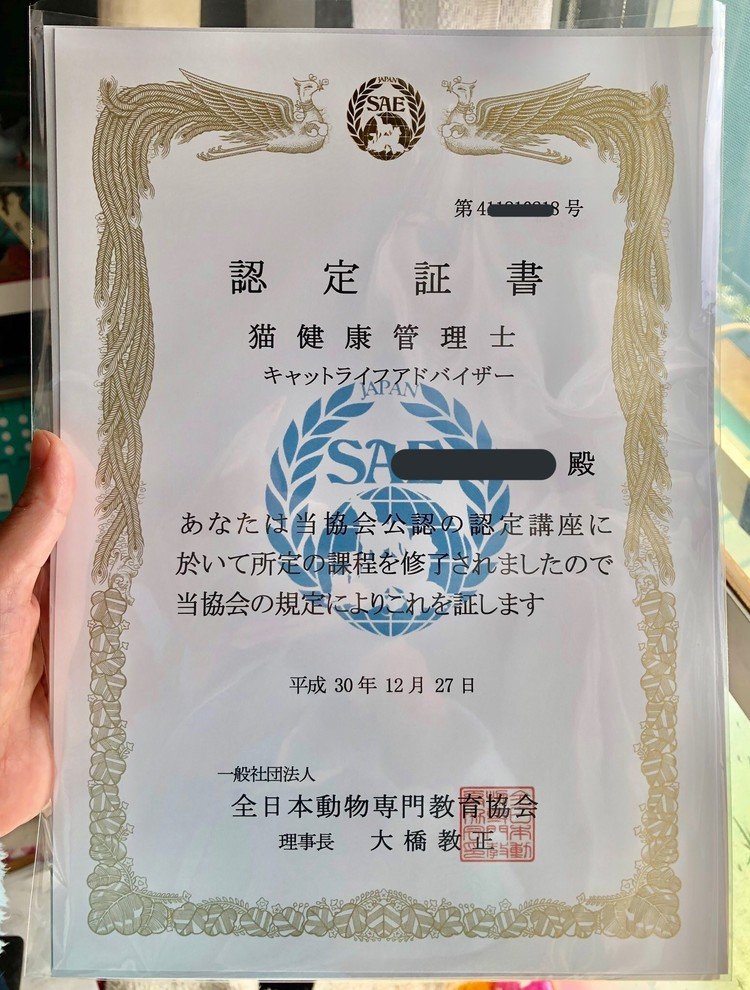 JAPAN
SAE
第4 8号
認定証書
猫健康管理士
キャットライフアドバイザー
JAPAN
SAE
殿
あなたは当協会公認の認定講座に
於いて所定の課程を修了されましたので
当協会の規定によりこれを証します
平成30年12月27日
一般社団法人
全日本動物専門教育協会
理事長 大橋教正